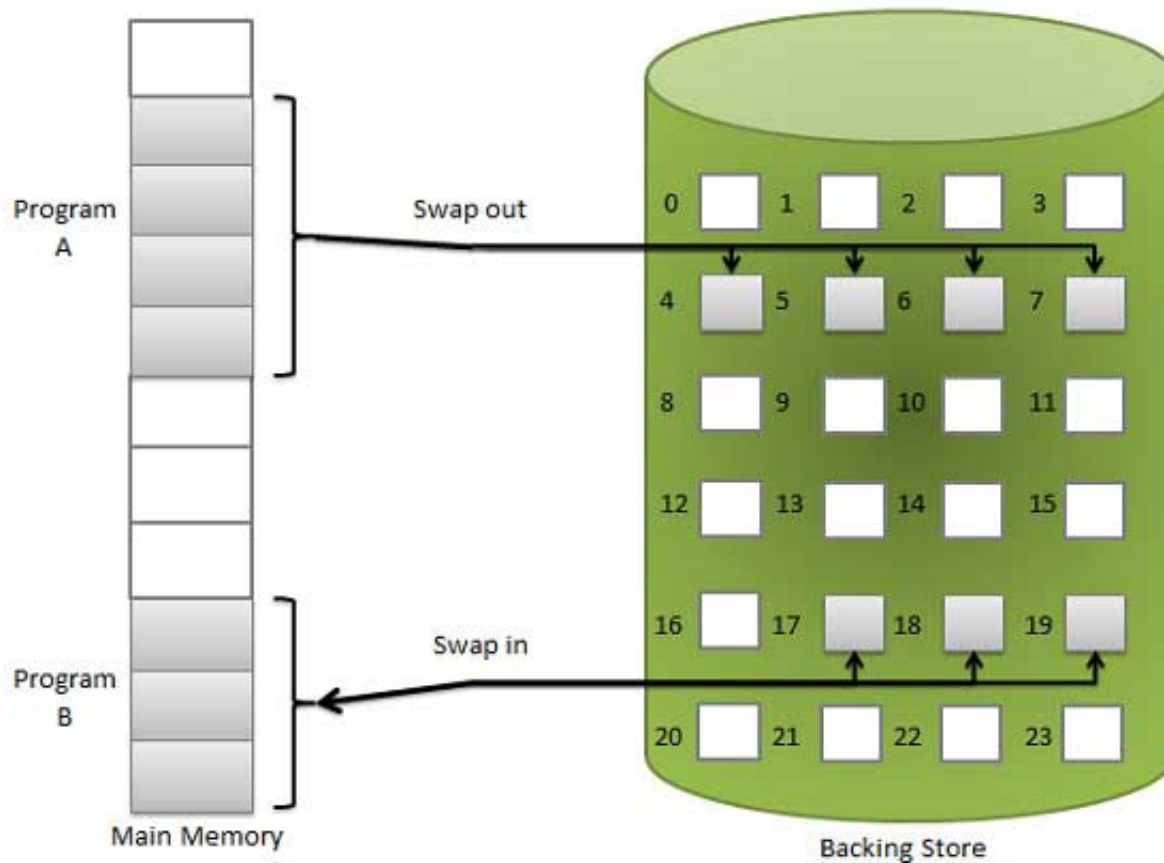 Program
A
Swap out
0 1 2 3
4 5 6 7
8 9 10 11
12 13 14 15
Swap in
16 17 18 19
Program
B
20 21 22 23
Main Memory
Backing Store